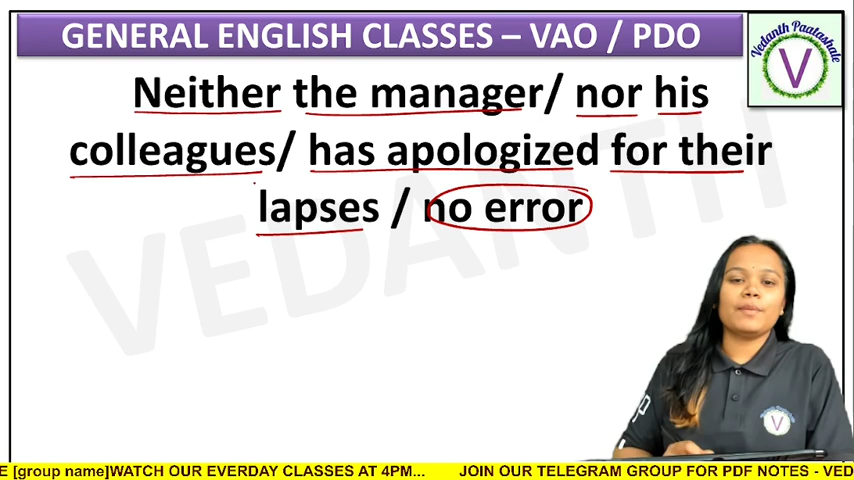 GENERAL ENGLISH CLASSES – VAO / PDO
Vedanth Paatashale
V
Neither the manager/ nor his
colleagues/ has apologized for their
lapses / no error
VEDANTH
V
E [group name]WATCH OUR EVERDAY CLASSES AT 4PM... JOIN OUR TELEGRAM GROUP FOR PDF NOTES - VED